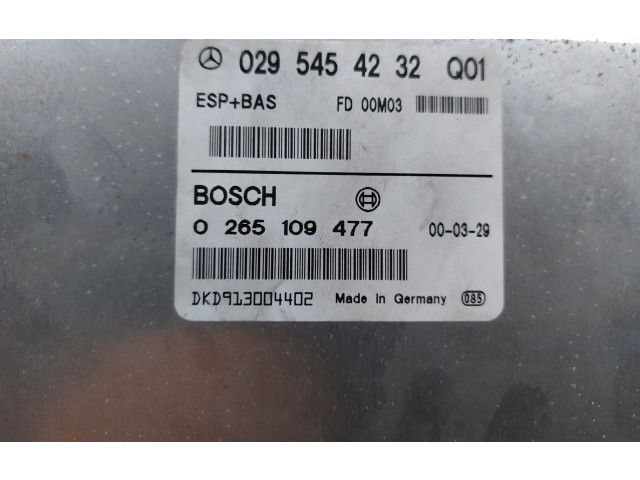 029 545 42 32 Q01
ESP+BAS FD 00M03
BOSCH
0 265 109 477 00-03-29
DKD913004402 Made in Germany 085